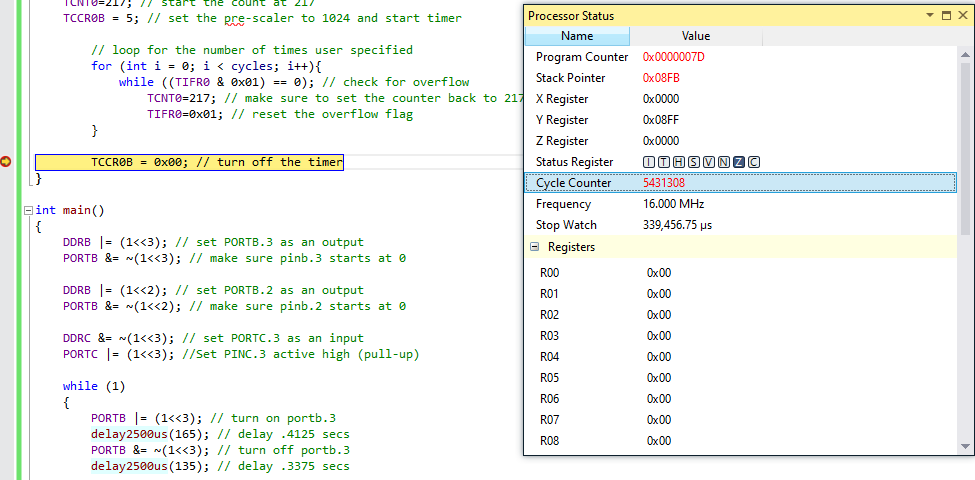 TCNT0=217; // start the count at 217
TCCR0B = 5; // set the pre-scaler to 1024 and start timer
// loop for the number of times user specified
for (int i = 0; i < cycles; i++){
while ((TIFR0 & 0x01) == 0); // check for overflow
TCNT0=217; // make sure to set the counter back to 217
TIFR0=0x01; // reset the overflow flag
}
TCCR0B = 0x00; // turn off the timer
}
int main()
{
DDRB |= (1<<3); // set PORTB.3 as an output
PORTB &= ~(1<<3); // make sure pinb.3 starts at 0
DDRB |= (1<<2); // set PORTB.2 as an output
PORTB &= ~(1<<2); // make sure pinb.2 starts at 0
DDRC &= ~(1<<3); // set PORTC.3 as an input
PORTC |= (1<<3); //Set PINC.3 active high (pull-up)
while (1)
{
PORTB |= (1<<3); // turn on portb.3
delay2500us(165); // delay .4125 secs
PORTB &= ~(1<<3); // turn off portb.3
delay2500us(135); // delay .3375 secs
Processor Status
Name Value
Program Counter 0x0000007D
Stack Pointer 0x08FB
X Register 0x0000
Y Register 0x08FF
Z Register 0x0000
Status Register I T H S V N Z C
Cycle Counter 5431308
Frequency 16.000 MHz
Stop Watch 339,456.75 µs
Registers
R00 0x00
R01 0x00
R02 0x00
R03 0x00
R04 0x00
R05 0x00
R06 0x00
R07 0x00
R08 0x00